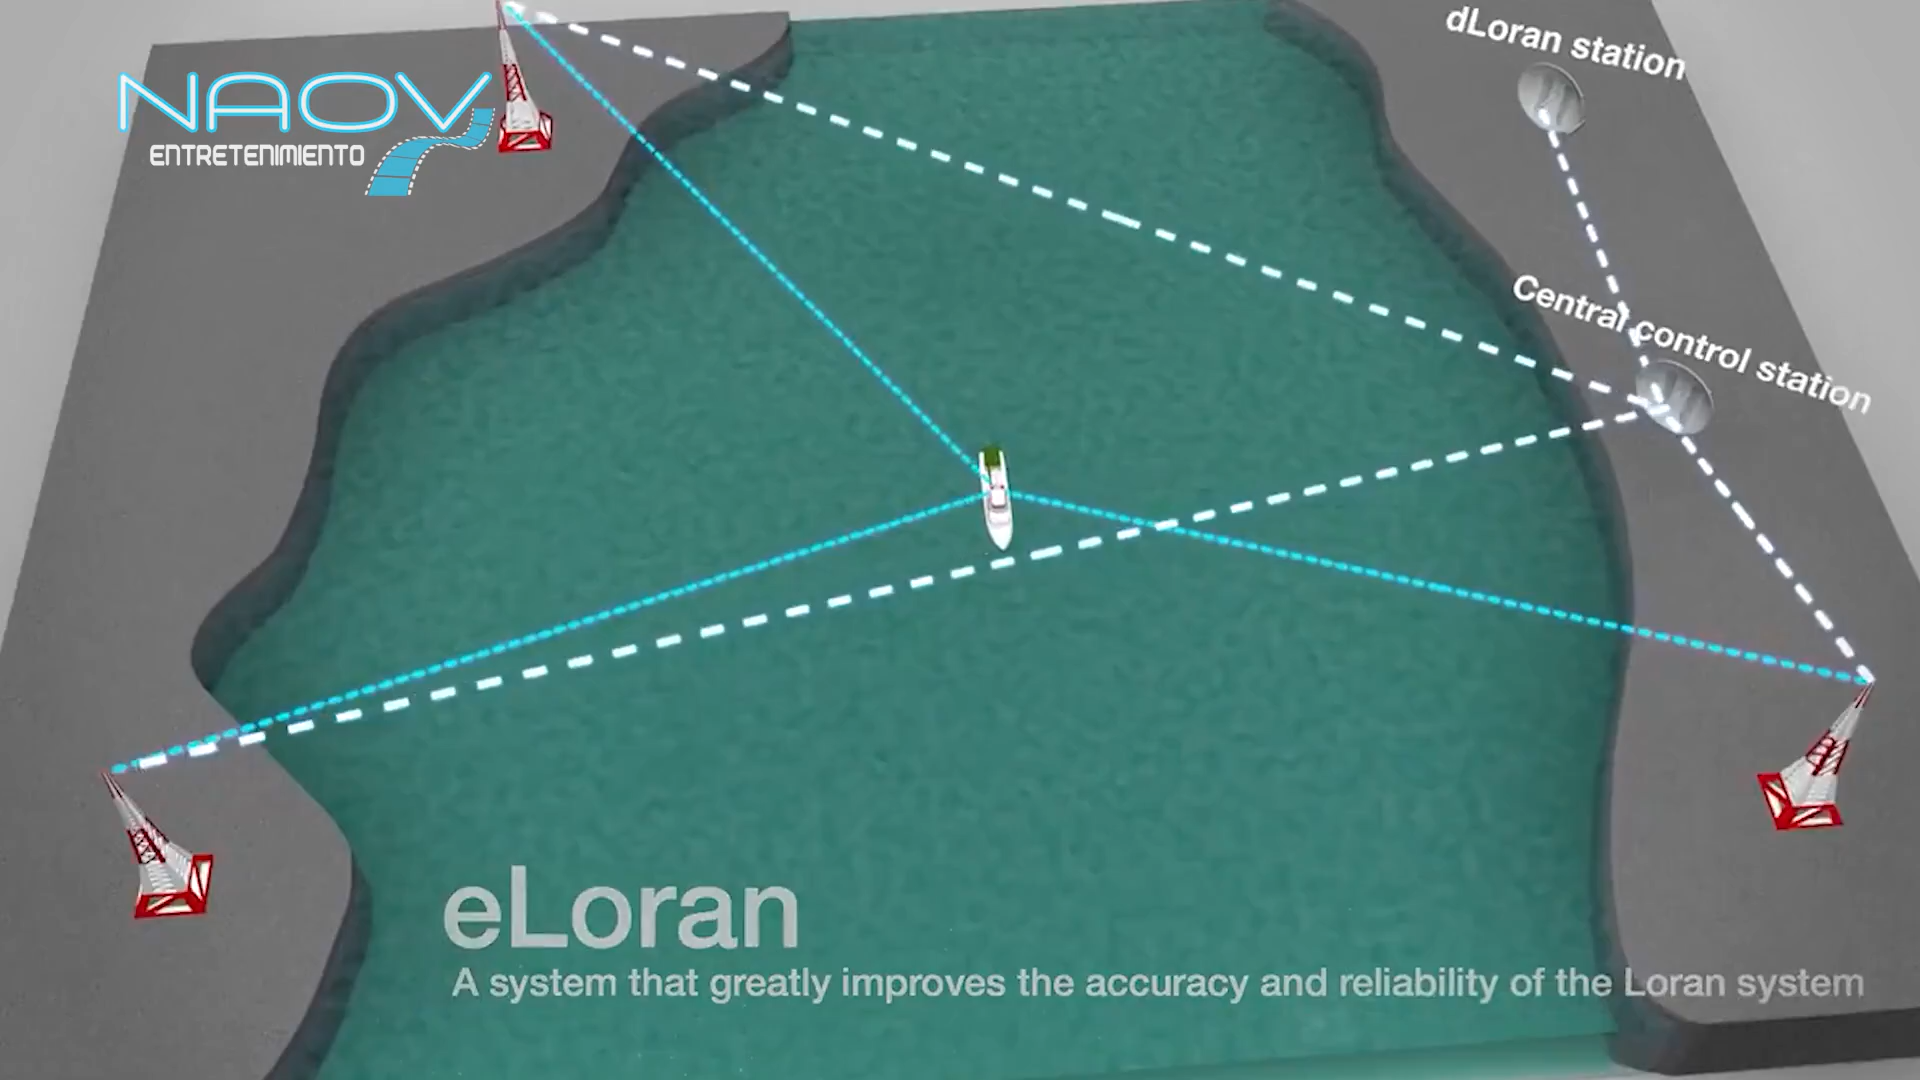 NAOV
ENTRETENIMIENTO
dLoran station
Central control station
eLoran
A system that greatly improves the accuracy and reliability of the Loran system